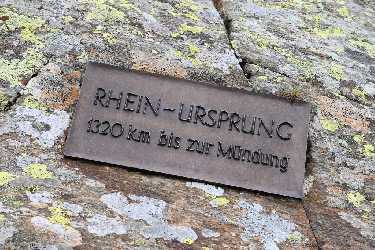 RHEIN-URSPRUNG
1320 Km bis zur Mündung